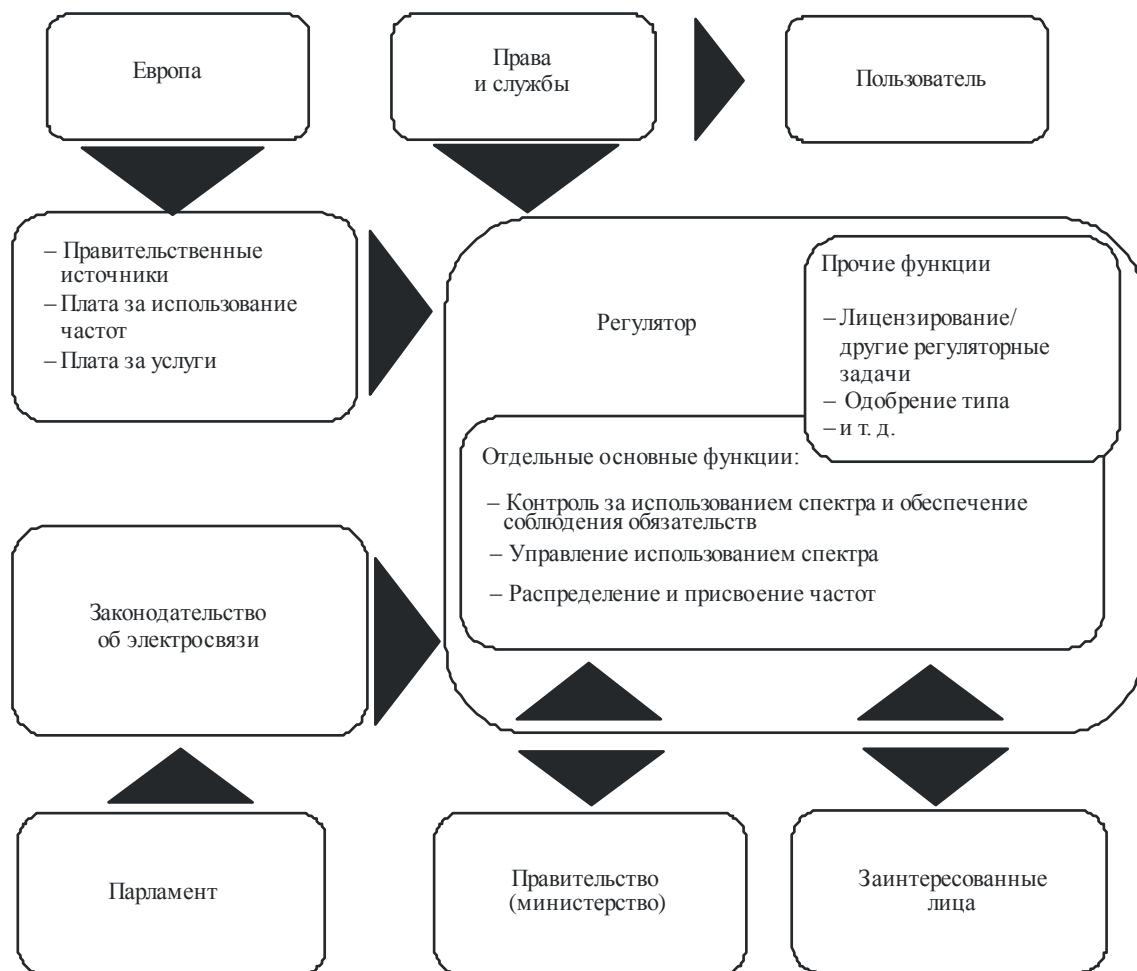 Европа
Права
и службы
Пользователь
– Правительственные
источники
– Плата за использование
частот
– Плата за услуги
Регулятор
Прочие функции
– Лицензирование/
другие регуляторные
задачи
– Одобрение типа
– и т. д.
Отдельные основные функции:
– Контроль за использованием спектра и обеспечение
соблюдения обязательств
– Управление использованием спектра
– Распределение и присвоение частот
Законодательство
об электросвязи
Парламент
Правительство
(министерство)
Заинтересованные
лица